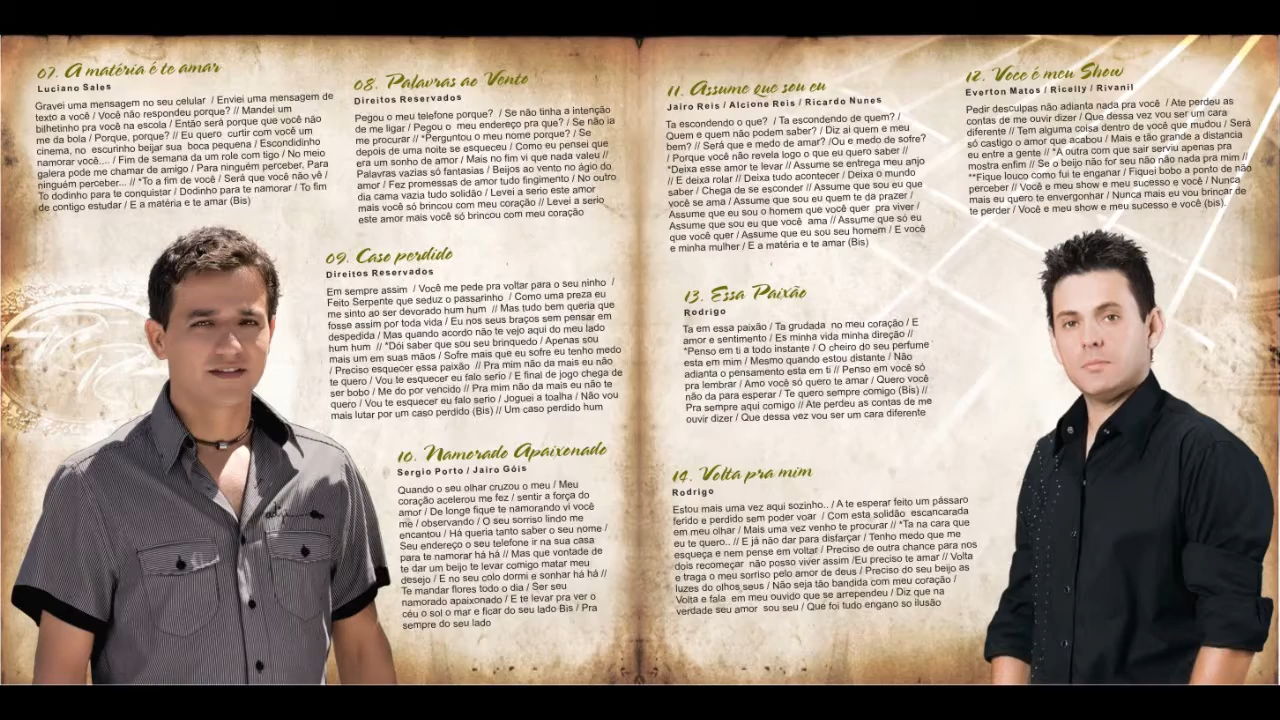 07. A matéria é te amar
Luciano Sales
Gravei uma mensagem no seu celular / Enviei uma mensagem de
texto a você / Você não respondeu porque? // Mandei um
bilhetinho pra você na escola / Então será porque que você não
me da bola / Porque, porque? // Eu quero curtir com você um
cinema, no escurinho beijar sua boca pequena / Escondidinho
namorar você.... / Fim de semana da um role com tigo / No meio
galera pode me chamar de amigo / Para ninguém perceber, Para
ninguém perceber... // *To a fim de você / Será que você não vê /
To dodinho para te conquistar / Dodinho para te namorar / To fim
de contigo estudar / E a matéria e te amar (Bis)
08. Palavras ao Vento
Direitos Reservados
Pegou o meu telefone porque? / Se não tinha a intenção
de me ligar / Pegou o meu endereço pra que? / Se não ia
me procurar // *Perguntou o meu nome porque? / Se
depois de uma noite se esqueceu / Como eu pensei que
era um sonho de amor / Mais no fim vi que nada valeu //
Palavras vazias só fantasias / Beijos ao vento no ágio do
amor / Fez promessas de amor tudo fingimento / No outro
dia cama vazia tudo solidão / Levei a serio este amor
mais você só brincou com meu coração // Levei a serio
este amor mais você só brincou com meu coração
09. Caso perdido
Direitos Reservados
Em sempre assim / Você me pede pra voltar para o seu ninho /
Feito Serpente que seduz o passarinho / Como uma preza eu
me sinto ao ser devorado hum hum // Mas tudo bem queria que
fosse assim por toda vida / Eu nos seus braços sem pensar em
despedida / Mas quando acordo não te vejo aqui do meu lado
hum hum // *Dói saber que sou seu brinquedo / Apenas sou
mais um em suas mãos / Sofre mais que eu sofre eu tenho medo
/ Preciso esquecer essa paixão // Pra mim não da mais eu não
te quero / Vou te esquecer eu falo serio / E final de jogo chega de
ser bobo / Me do por vencido // Pra mim não da mais eu não te
quero / Vou te esquecer eu falo serio / Joguei a toalha / Não vou
mais lutar por um caso perdido (Bis) // Um caso perdido hum
10. Namorado Apaixonado
Sergio Porto / Jairo Góis
Quando o seu olhar cruzou o meu / Meu
coração acelerou me fez / sentir a força do
amor / De longe fique te namorando vi você
me / observando / O seu sorriso lindo me
encantou / Há queria tanto saber o seu nome /
Seu endereço o seu telefone ir na sua casa
para te namorar há há // Mas que vontade de
te dar um beijo te levar comigo matar meu
desejo / E no seu colo dormi e sonhar há há //
Te mandar flores todo o dia / Ser seu
namorado apaixonado / E te levar pra ver o
céu o sol o mar e ficar do seu lado Bis / Pra
sempre do seu lado
11. Assume que sou eu
Jairo Reis / Alcione Reis / Ricardo Nunes
Ta escondendo o que? / Ta escondendo de quem? /
Quem e quem não podem saber? / Diz ai quem e meu
bem? // Será que e medo de amar? /Ou e medo de sofre?
/ Porque você não revela logo o que eu quero saber //
*Deixa esse amor te levar // Assume se entrega meu anjo
// E deixa rolar // Deixa tudo acontecer / Deixa o mundo
saber / Chega de se esconder // Assume que sou eu que
você se ama / Assume que sou eu quem te da prazer /
Assume que eu sou o homem que você quer pra viver /
Assume que sou eu que você ama // Assume que só eu
que você quer / Assume que eu sou seu homem / E você
e minha mulher / E a matéria e te amar (Bis)
12. Voce é meu Show
Everton Matos / Ricelly / Rivanil
Pedir desculpas não adianta nada pra você / Ate perdeu as
contas de me ouvir dizer / Que dessa vez vou ser um cara
diferente // Tem alguma coisa dentro de você que mudou / Será
só castigo o amor que acabou / Mais e tão grande a distancia
eu entre a gente // *A outra com que sair serviu apenas pra
mostra enfim // Se o beijo não for seu não não nada pra mim //
**Fique louco como fui te enganar / Fiquei bobo a ponto de não
perceber // Você e meu show e meu sucesso e você / Nunca
mais eu quero te envergonhar / Nunca mais eu vou brincar de
te perder / Você e meu show e meu sucesso e você (bis).
13. Essa Paixão
Rodrigo
Ta em essa paixão / Ta grudada no meu coração / E
amor e sentimento / Es minha vida minha direção //
*Penso em ti a todo instante / O cheiro do seu perfume
esta em mim / Mesmo quando estou distante / Não
adianta o pensamento esta em ti // Penso em você só
pra lembrar / Amo você só quero te amar / Quero você
não da para esperar / Te quero sempre comigo (Bis) //
Pra sempre aqui comigo // Ate perdeu as contas de me
ouvir dizer / Que dessa vez vou ser um cara diferente
14. Volta pra mim
Rodrigo
Estou mais uma vez aqui sozinho.. / A te esperar feito um pássaro
ferido e perdido sem poder voar / Com esta solidão escancarada
em meu olhar / Mais uma vez venho te procurar // *Ta na cara que
eu te quero.. // E já não dar para disfarçar / Tenho medo que me
esqueça e nem pense em voltar / Preciso de outra chance para nos
dois recomeçar não posso viver assim /Eu preciso te amar // Volta
e traga o meu sorriso pelo amor de deus / Preciso do seu beijo as
luzes do olhos seus / Não seja tão bandida com meu coração /
Volta e fala em meu ouvido que se arrependeu / Diz que na
verdade seu amor sou seu / Que foi tudo engano so ilusão